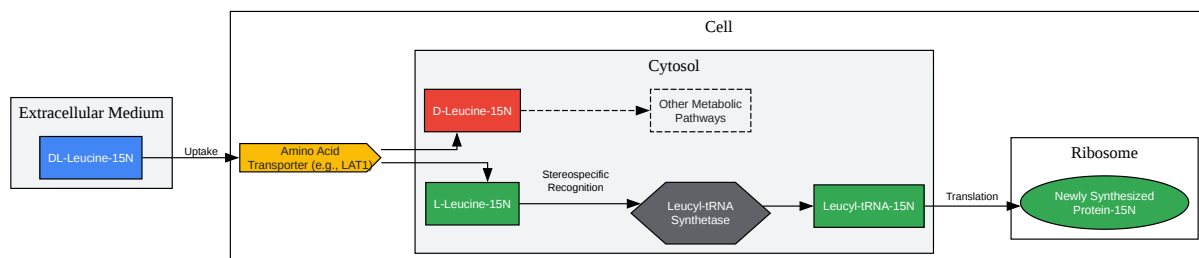 Cell
Cytosol
Extracellular Medium
DL-Leucine-15N
Uptake
Amino Acid
Transporter (e.g., LAT1)
D-Leucine-15N
Other Metabolic
Pathways
L-Leucine-15N
Stereospecific
Recognition
Leucyl-tRNA
Synthetase
Leucyl-tRNA-15N
Translation
Ribosome
Newly Synthesized
Protein-15N